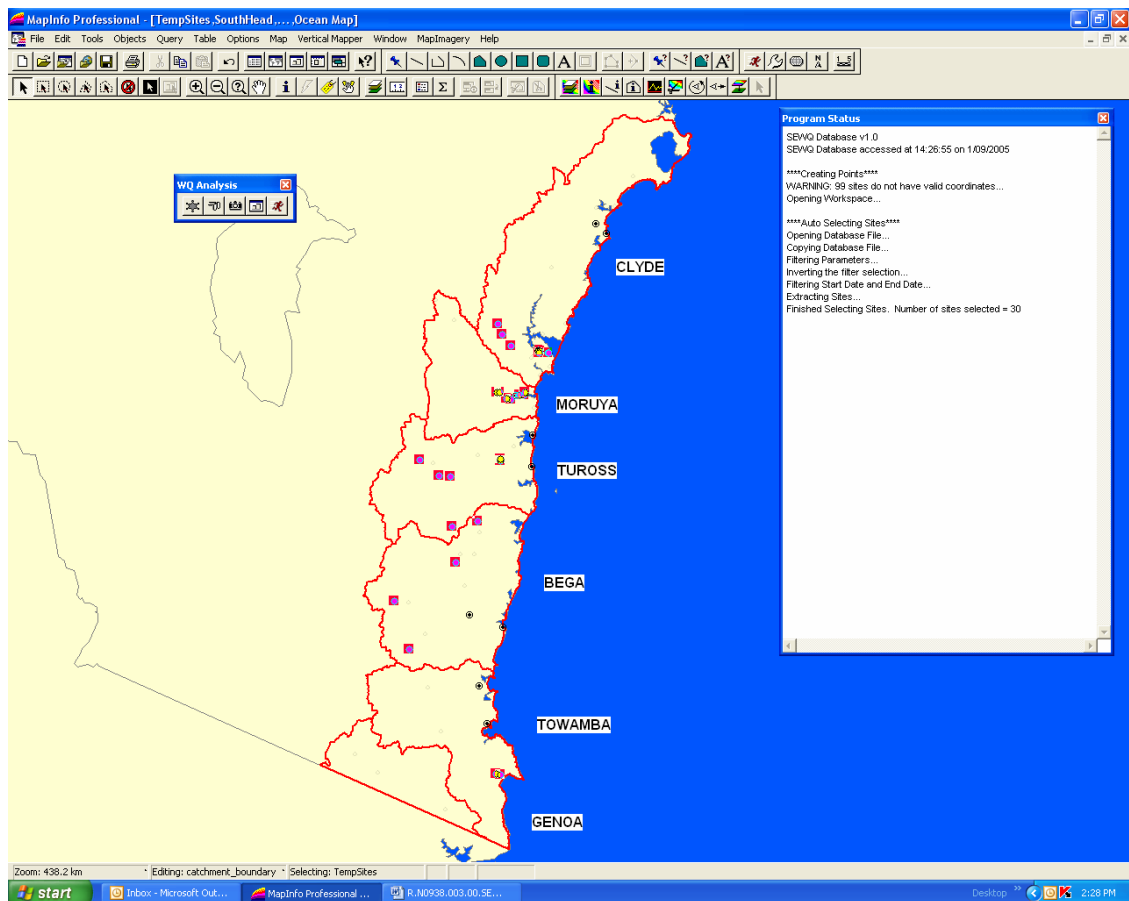 MapInfo Professional - [TempSites,SouthHead,...,Ocean Map]
File Edit Tools Objects Query Table Options Map Vertical Mapper Window MapImagery Help
WQ Analysis
Program Status
SEWQ Database v1.0
SEWQ Database accessed at 14:26:55 on 1/09/2005
****Creating Points****
WARNING: 99 sites do not have valid coordinates...
Opening Workspace...
****Auto Selecting Sites****
Opening Database File...
Copying Database File...
Filtering Parameters...
Inverting the filter selection...
Filtering Start Date and End Date...
Extracting Sites...
Finished Selecting Sites. Number of sites selected = 30
CLYDE
MORUYA
TUROSS
BEGA
TOWAMBA
GENOA
Zoom: 438.2 km Editing: catchment_boundary Selecting: TempSites
start Inbox - Microsoft Out... MapInfo Professional ... R.N0938.003.00.SE... Desktop » 2:28 PM